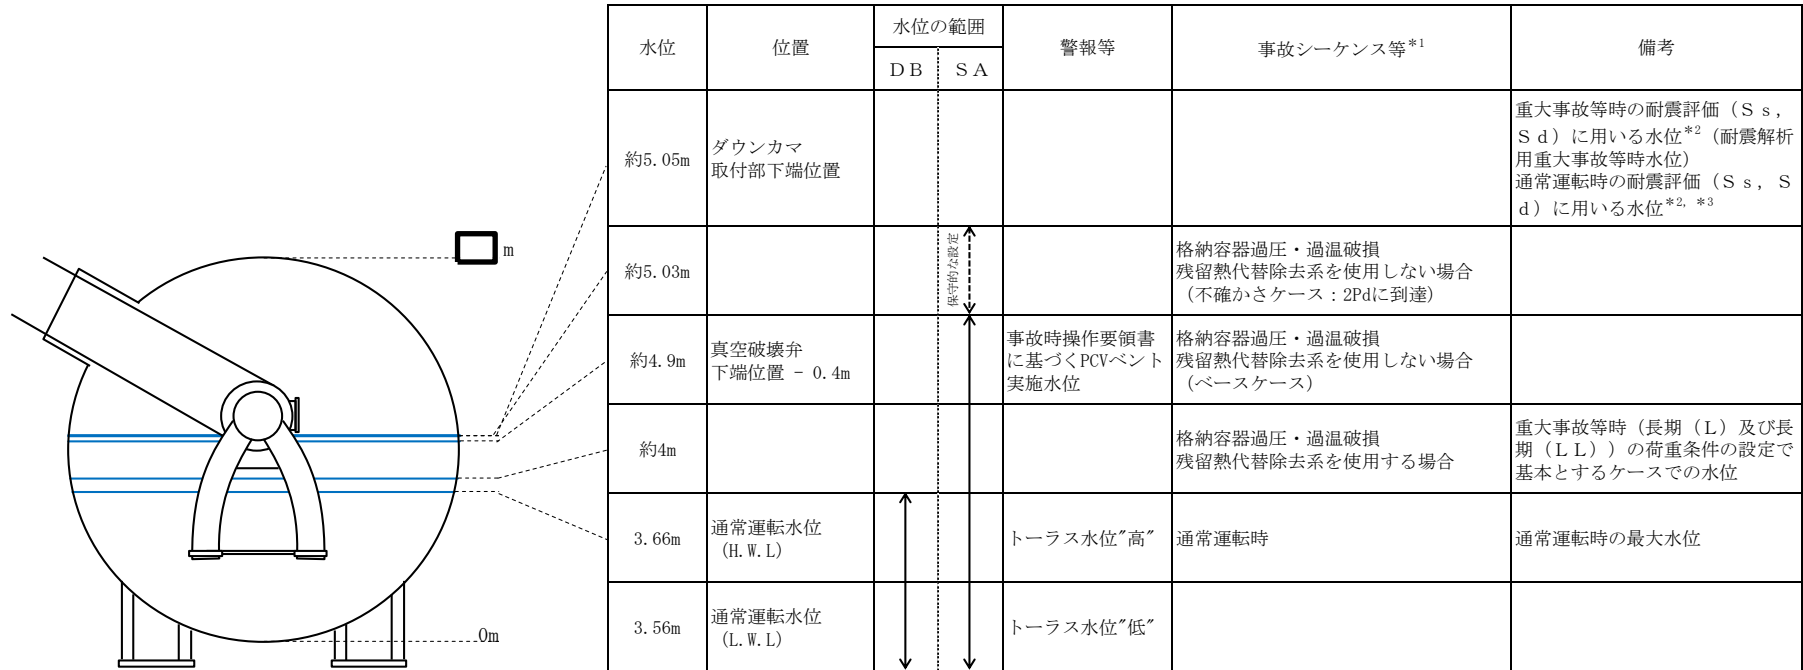 水位
位置
水位の範囲
ＤＢ
ＳＡ
警報等
事故シーケンス等*1
備考
約5.05m
ダウンカマ
取付部下端位置
重大事故等時の耐震評価（Ｓｓ，
Ｓｄ）に用いる水位*2（耐震解析
用重大事故等時水位）
通常運転時の耐震評価（Ｓｓ，Ｓ
ｄ）に用いる水位*2, *3
約5.03m
保守的な設定
格納容器過圧・過温破損
残留熱代替除去系を使用しない場合
（不確かさケース：2Pdに到達）
約4.9m
真空破壊弁
下端位置 － 0.4m
事故時操作要領書
に基づくPCVベント
実施水位
格納容器過圧・過温破損
残留熱代替除去系を使用しない場合
（ベースケース）
約4m
格納容器過圧・過温破損
残留熱代替除去系を使用する場合
重大事故等時（長期（Ｌ）及び長
期（ＬＬ））の荷重条件の設定で
基本とするケースでの水位
3.66m
通常運転水位
（H.W.L）
トーラス水位"高"
通常運転時
通常運転時の最大水位
3.56m
通常運転水位
（L.W.L）
トーラス水位"低"
m
0m